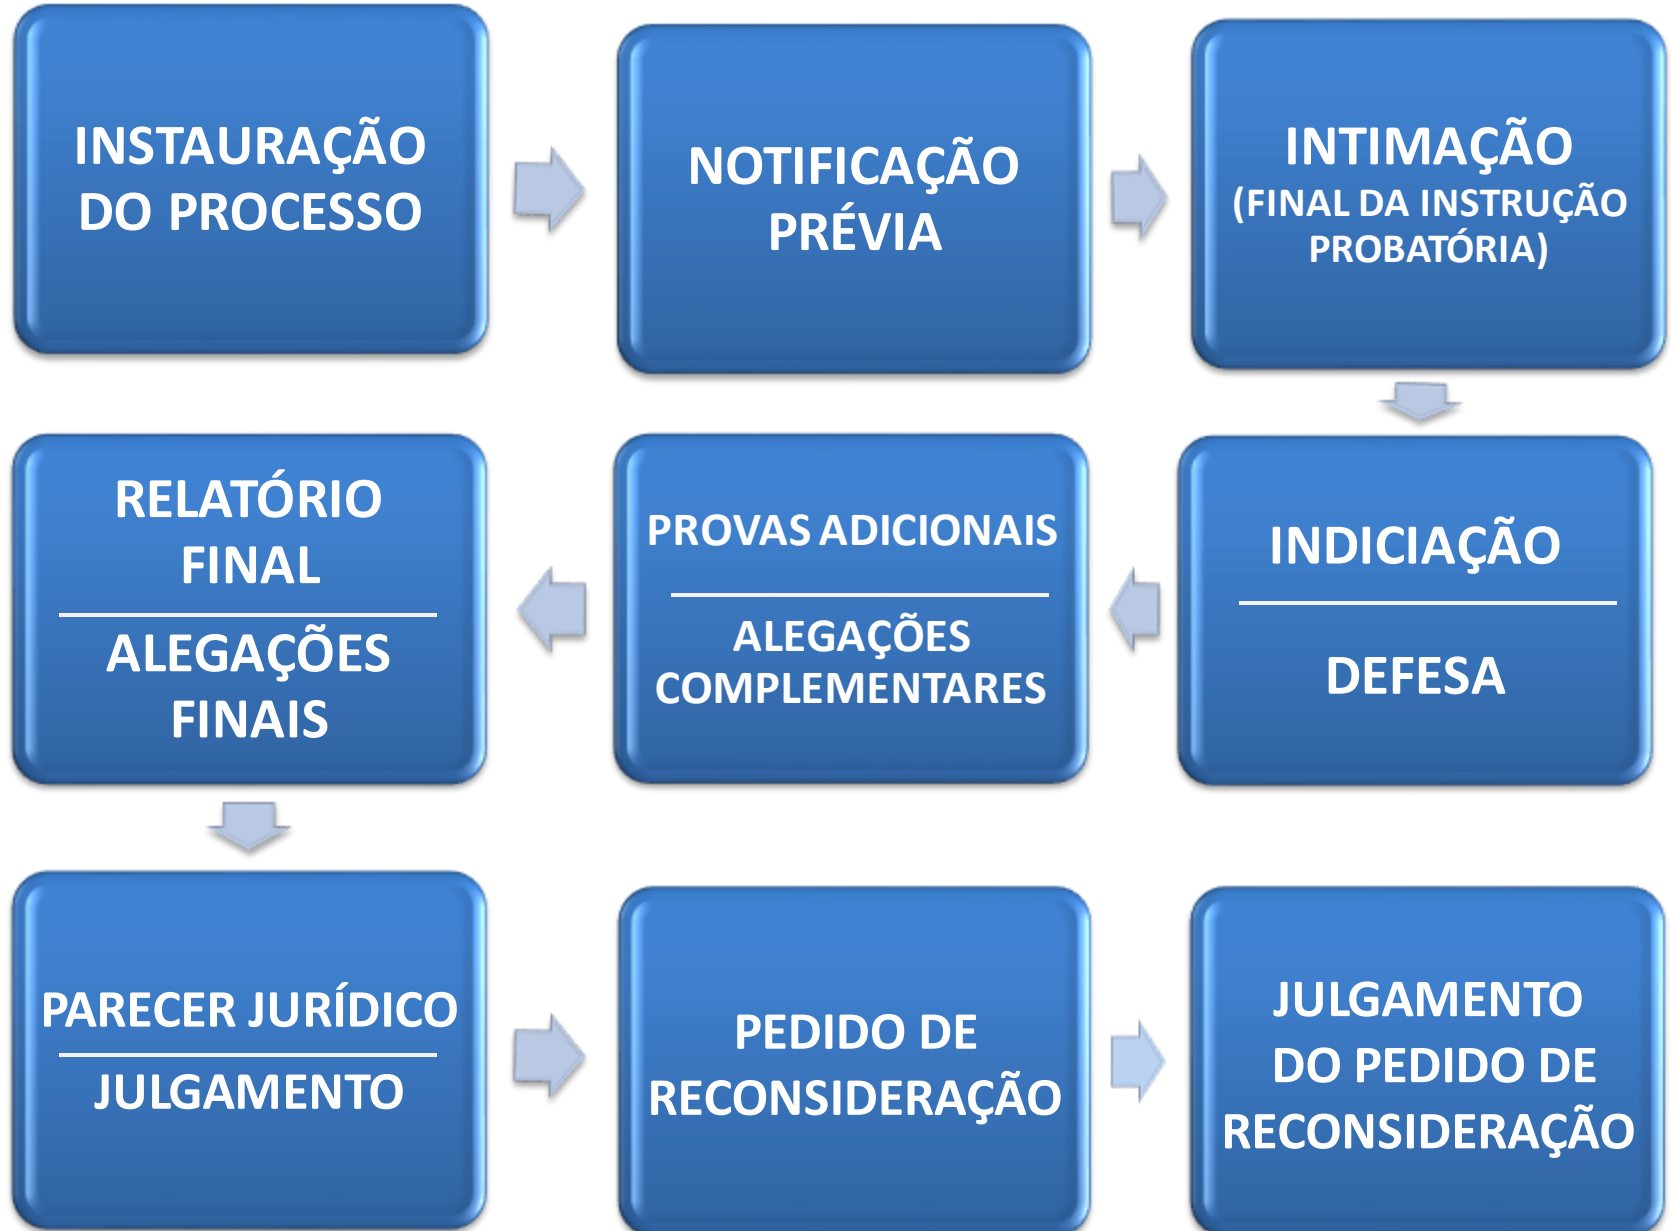 INSTAURAÇÃO
DO PROCESSO
NOTIFICAÇÃO
PRÉVIA
INTIMAÇÃO
(FINAL DA INSTRUÇÃO
PROBATÓRIA)
INDICIAÇÃO
DEFESA
PROVAS ADICIONAIS
ALEGAÇÕES
COMPLEMENTARES
RELATÓRIO
FINAL
ALEGAÇÕES
FINAIS
PARECER JURÍDICO
JULGAMENTO
PEDIDO DE
RECONSIDERAÇÃO
JULGAMENTO
DO PEDIDO DE
RECONSIDERAÇÃO